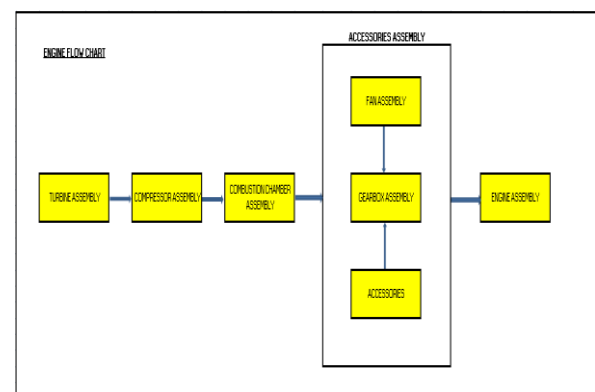 ACCESSORIES ASSEMBLY
ENGINE FLOW CHART
FAN ASSEMBLY
TURBINE ASSEMBLY
COMPRESSOR ASSEMBLY
COMBUSTION CHAMBER
ASSEMBLY
GEARBOX ASSEMBLY
ENGINE ASSEMBLY
ACCESSORIES